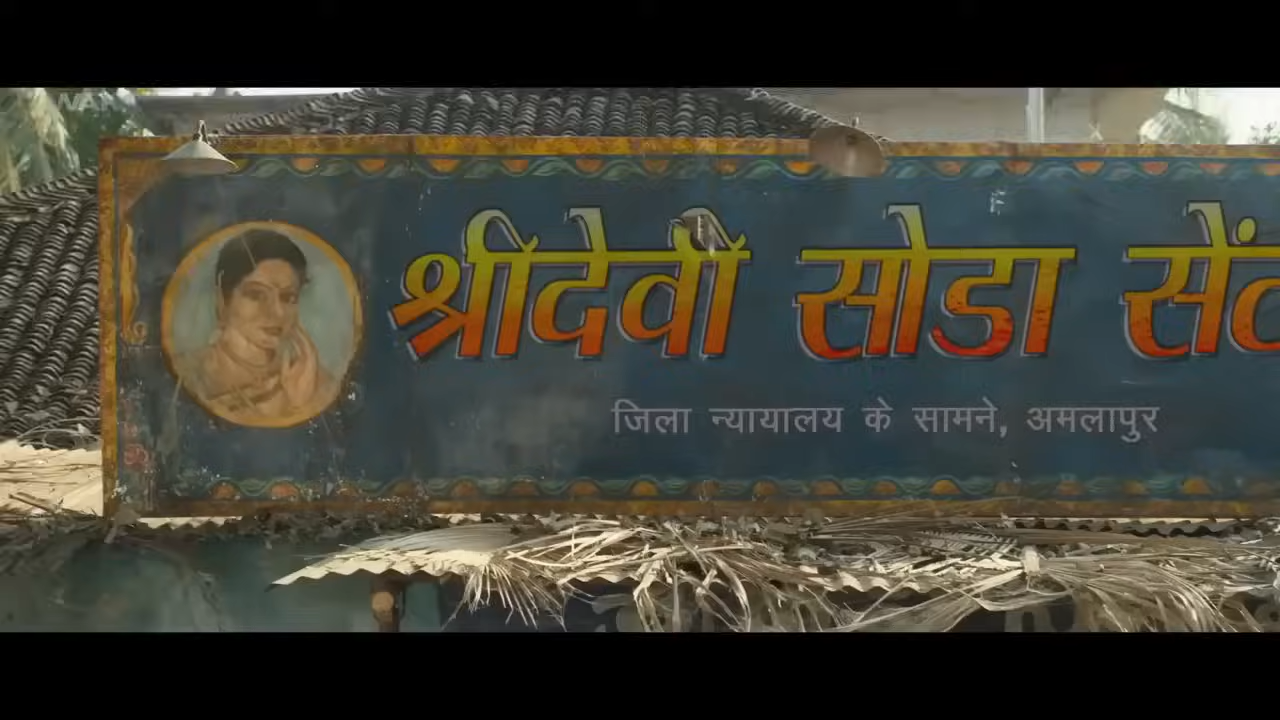 श्रीदेवी सोडा सेंट
जिला न्यायालय के सामने, अमलापुर